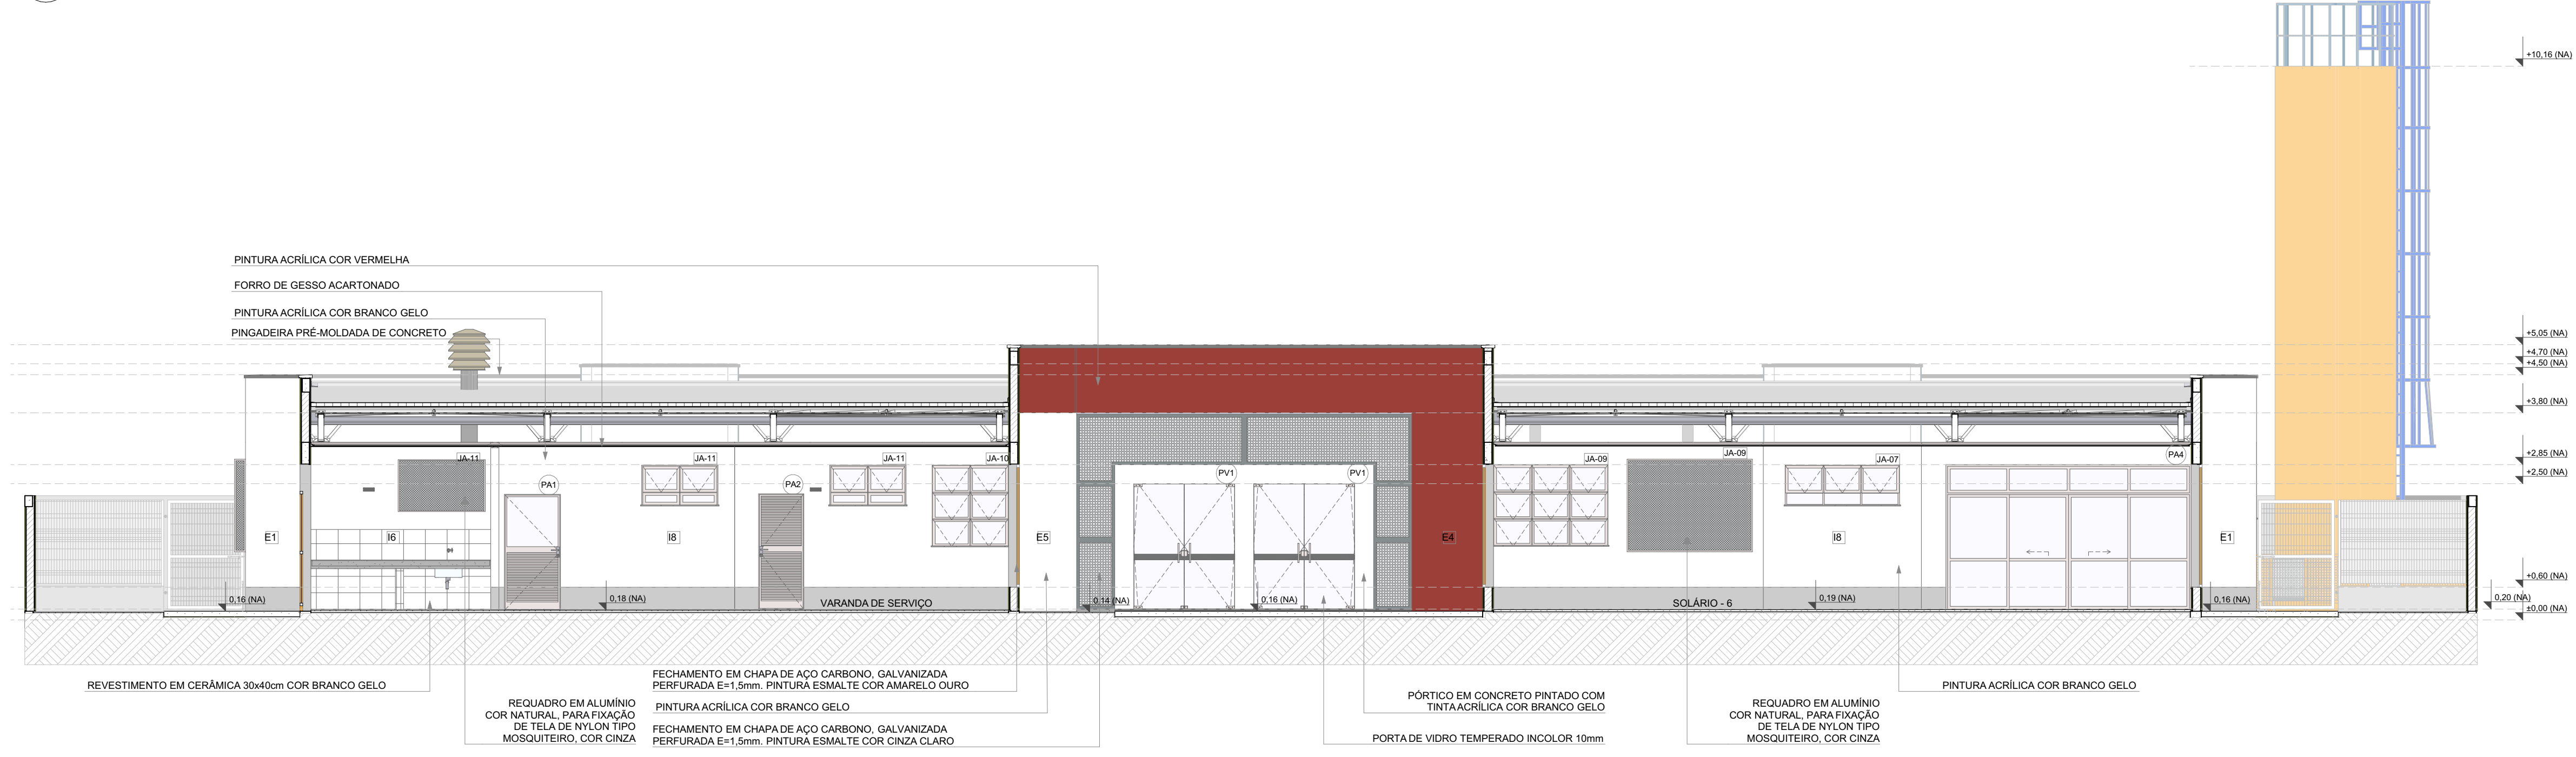 +10,16 (NA)
PINTURA ACRÍLICA COR VERMELHA
FORRO DE GESSO ACARTONADO
PINTURA ACRÍLICA COR BRANCO GELO
PINGADEIRA PRÉ-MOLDADA DE CONCRETO
+5,05 (NA)
+4,70 (NA)
+4,50 (NA)
+3,80 (NA)
+2,85 (NA)
+2,50 (NA)
JA-11
JA-11
JA-11
JA-10
JA-09
JA-09
JA-07
PA4
PA1
PA2
PV1
PV1
E1
I6
I8
E5
E4
I8
E1
+0,60 (NA)
0,20 (NA)
±0,00 (NA)
0,16 (NA)
0,18 (NA)
VARANDA DE SERVIÇO
0.14 (NA)
0,16 (NA)
SOLÁRIO - 6
0,19 (NA)
0,16 (NA)
REVESTIMENTO EM CERÂMICA 30x40cm COR BRANCO GELO
REQUADRO EM ALUMÍNIO
COR NATURAL, PARA FIXAÇÃO
DE TELA DE NYLON TIPO
MOSQUITEIRO, COR CINZA
FECHAMENTO EM CHAPA DE AÇO CARBONO, GALVANIZADA
PERFURADA E=1,5mm. PINTURA ESMALTE COR AMARELO OURO
PINTURA ACRÍLICA COR BRANCO GELO
FECHAMENTO EM CHAPA DE AÇO CARBONO, GALVANIZADA
PERFURADA E=1,5mm. PINTURA ESMALTE COR CINZA CLARO
PÓRTICO EM CONCRETO PINTADO COM
TINTA ACRÍLICA COR BRANCO GELO
PORTA DE VIDRO TEMPERADO INCOLOR 10mm
REQUADRO EM ALUMÍNIO
COR NATURAL, PARA FIXAÇÃO
DE TELA DE NYLON TIPO
MOSQUITEIRO, COR CINZA
PINTURA ACRÍLICA COR BRANCO GELO